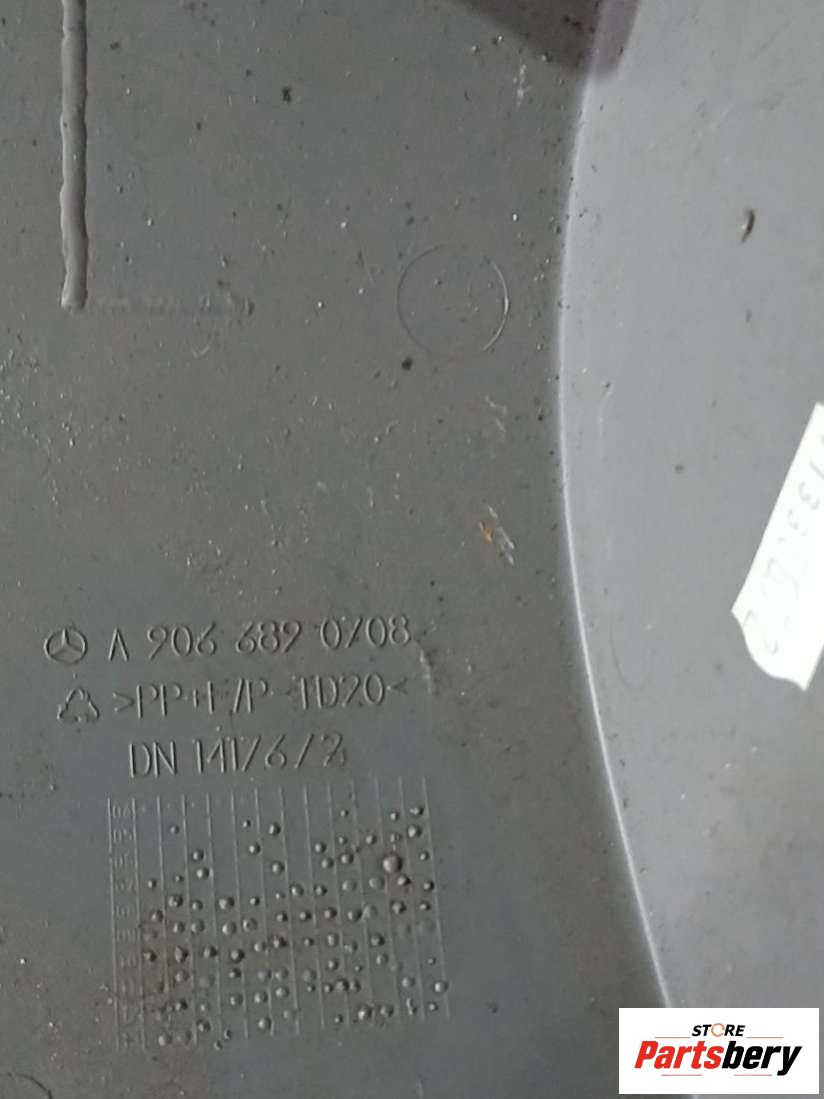 A 906 689 0708
>PP+E/P-TD20<
DN 14176/2
STORE
Partsbery